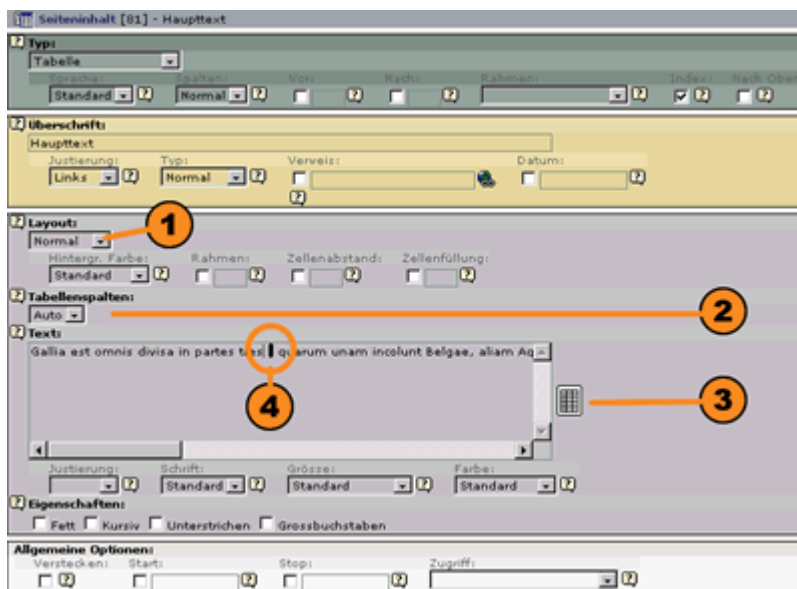 Seiteninhalt [81] - Haupttext
Typ:
Tabelle
Sprache: Spalten: Vor: Nach: Rahmen: Index: Nach Oben
Standard Normal
Überschrift:
Haupttext
Justierung: Typ: Verweis: Datum:
Links Normal
Layout:
1
Normal
Hintergr. Farbe: Rahmen: Zellenabstand: Zellenfüllung:
Standard
Tabellenspalten:
Auto
2
Text:
Gallia est omnis divisa in partes tres| | quarum unam incolunt Belgae, aliam Aq
4
3
Justierung: Schrift: Grösse: Farbe:
Standard Standard Standard
Eigenschaften:
Fett Kursiv Unterstrichen Grossbuchstaben
Allgemeine Optionen:
Verstecken: Start: Stop: Zugriff: